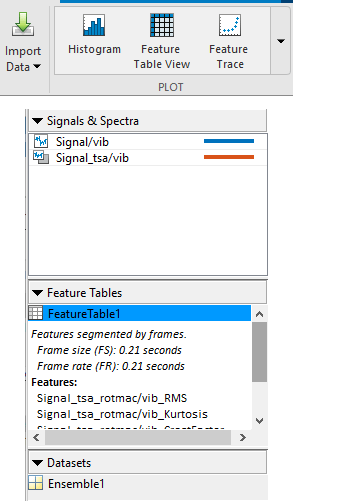 Import
Data
Histogram
Feature
Table View
Feature
Trace
PLOT
Signals & Spectra
Signal/vib
Signal_tsa/vib
Feature Tables
FeatureTable1
Features segmented by frames.
Frame size (FS): 0.21 seconds
Frame rate (FR): 0.21 seconds
Features:
Signal_tsa_rotmac/vib_RMS
Signal_tsa_rotmac/vib_Kurtosis
Signal_tsa_rotmac/vib_CrestFactor
Datasets
Ensemble1